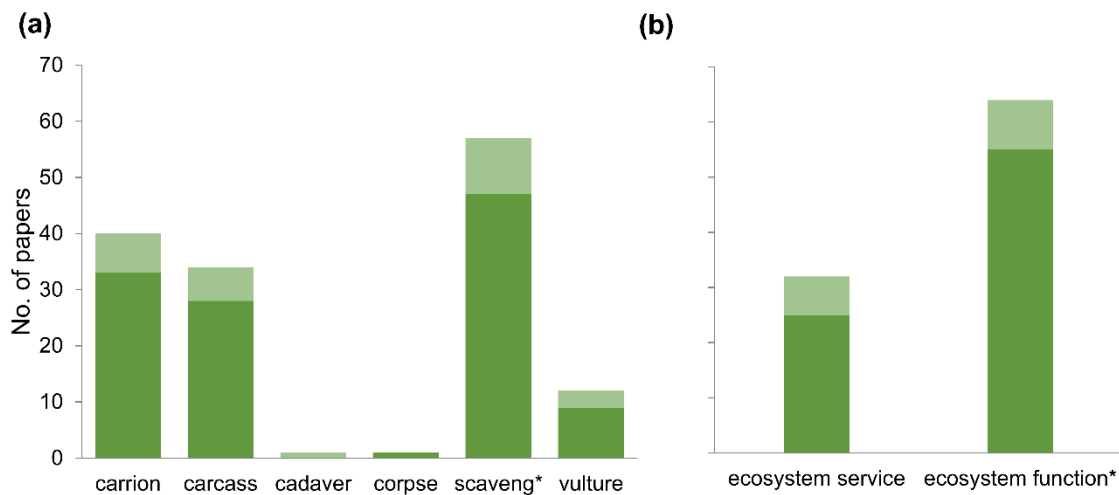 (a)
(b)
70
60
50
40
30
20
10
0
No. of papers
carrion carcass cadaver corpse scaveng* vulture
ecosystem service ecosystem function*